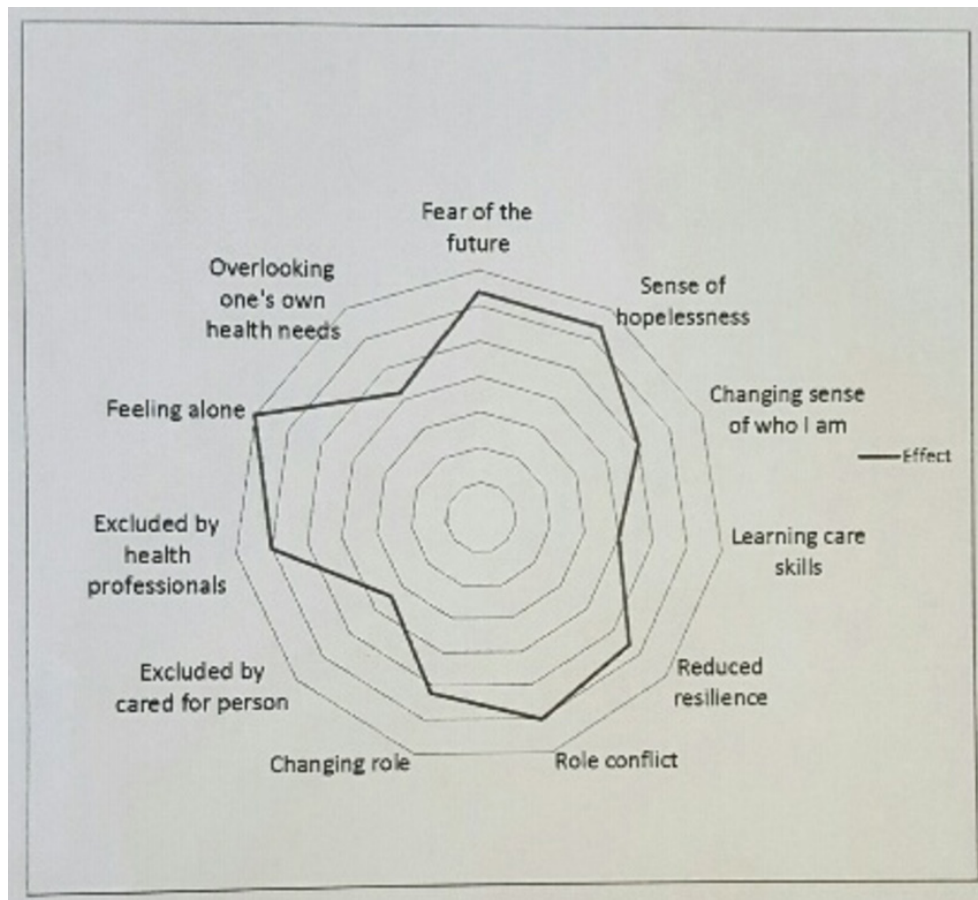 Fear of the
future
Sense of
hopelessness
Changing sense
of who I am
Effect
Learning care
skills
Reduced
resilience
Role conflict
Changing role
Excluded by
cared for person
Excluded by
health
professionals
Feeling alone
Overlooking
one's own
health needs